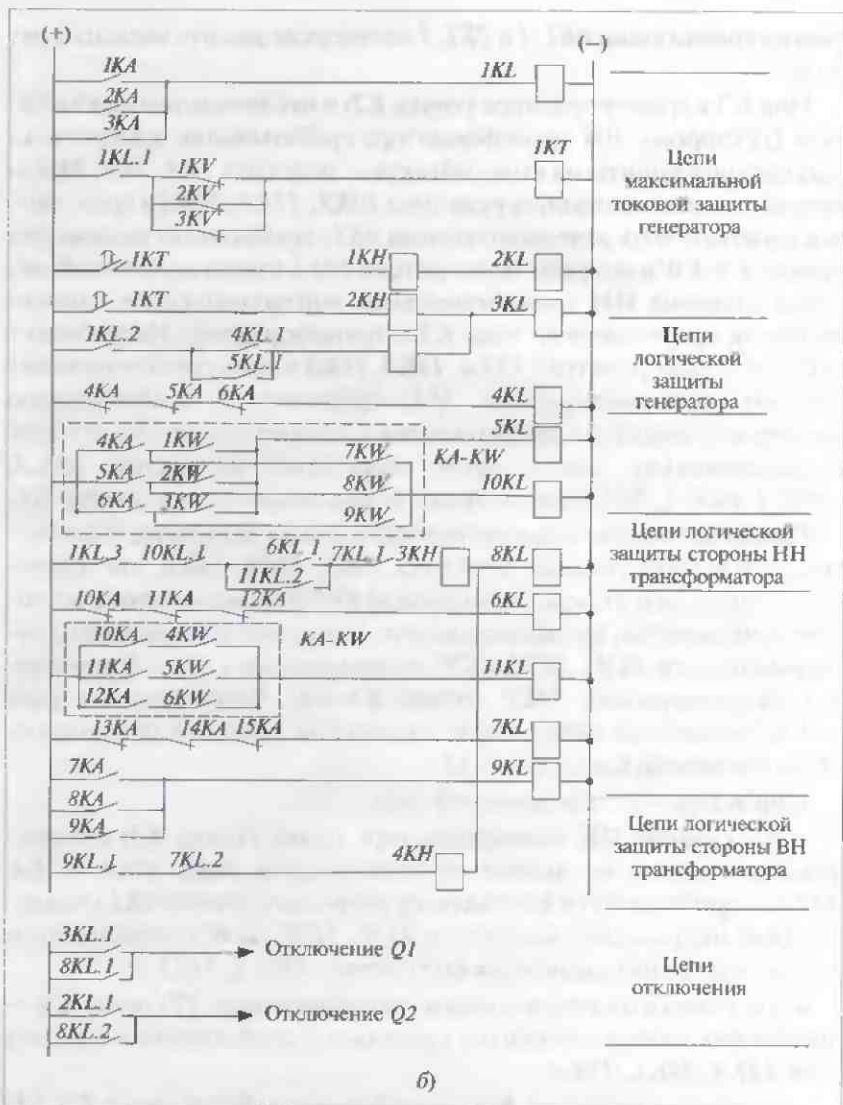 (+)
(−)
1KA
1KL
2KA
3KA
1KT
1KL.1
1KV
2KV
3KV
Цепи
максимальной
токовой защиты
генератора
1KT
1KH
2KL
1KT
2KH
3KL
1KL.2
4KL.1
5KL.1
Цепи
логической
защиты
генератора
4KA
5KA
6KA
4KL
5KL
4KA
1KW
7KW
KA-KW
5KA
2KW
8KW
10KL
6KA
3KW
9KW
Цепи логической
защиты стороны НН
трансформатора
1KL.3
10KL.1
6KL.1
7KL.1
3KH
8KL
11KL.2
10KA
11KA
12KA
6KL
10KA
4KW
KA-KW
11KA
5KW
11KL
12KA
6KW
13KA
14KA
15KA
7KL
7KA
9KL
8KA
9KA
9KL.1
7KL.2
4KH
Цепи логической
защиты стороны ВН
трансформатора
3KL.1
Отключение Q1
8KL.1
2KL.1
Отключение Q2
8KL.2
Цепи
отключения
б)